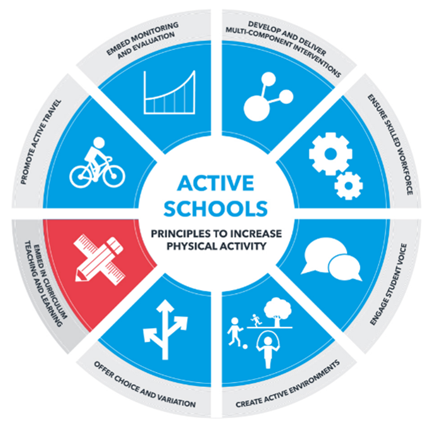 ACTIVE
SCHOOLS
PRINCIPLES TO INCREASE
PHYSICAL ACTIVITY
DEVELOP AND DELIVER
MULTI-COMPONENT INTERVENTIONS
ENSURE SKILLED WORKFORCE
ENGAGE STUDENT VOICE
CREATE ACTIVE ENVIRONMENTS
OFFER CHOICE AND VARIATION
EMBED IN CURRICULUM
TEACHING AND LEARNING
PROMOTE ACTIVE TRAVEL
EMBED MONITORING
AND EVALUATION